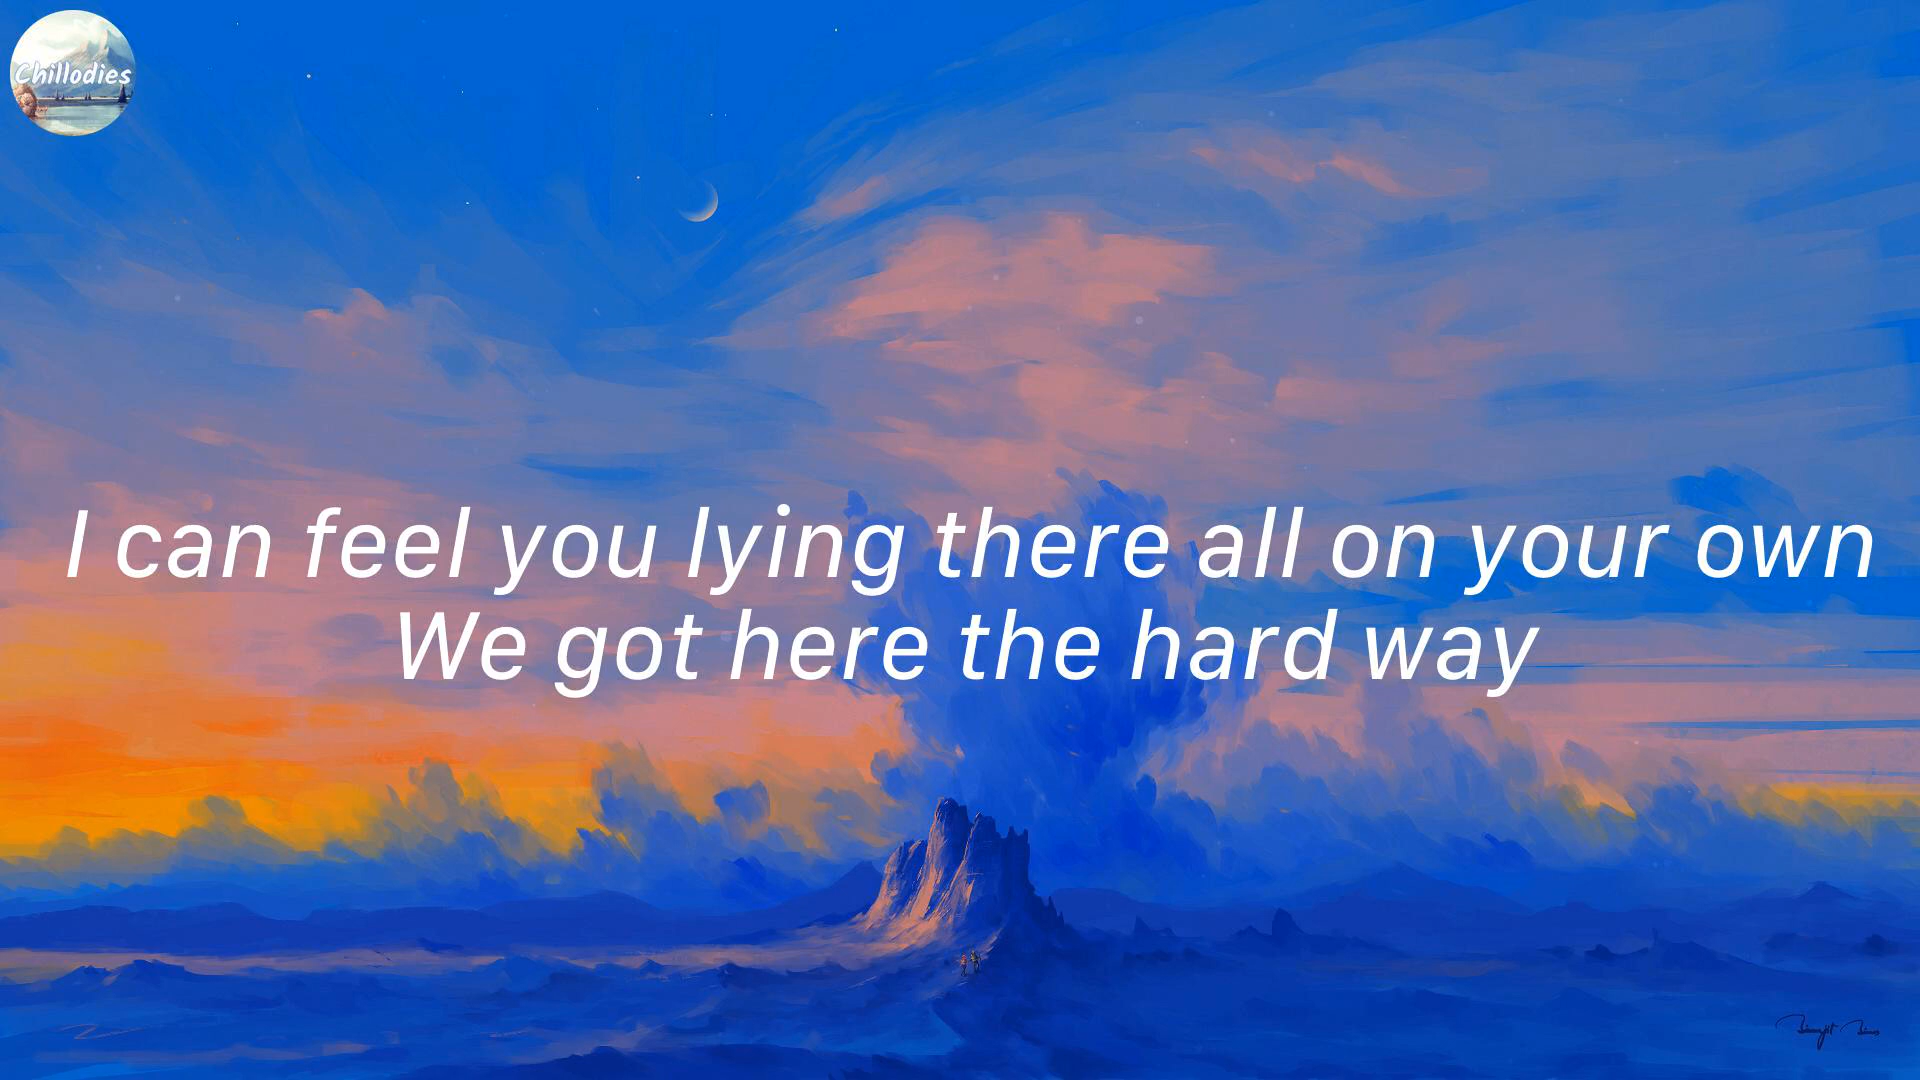 Chillodies
I can feel you lying there all on your own
We got here the hard way